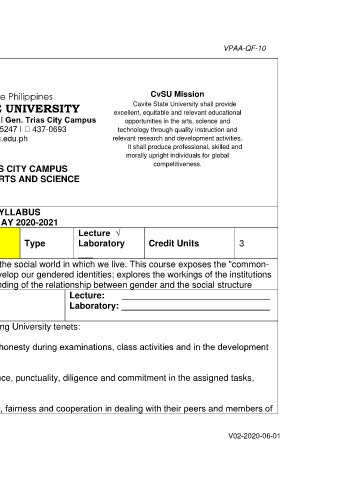 VPAA-QF-10
e Philippines
E UNIVERSITY
l Gen. Trias City Campus
5247 l 437-0693
u.edu.ph
CvSU Mission
Cavite State University shall provide
excellent, equitable and relevant educational
opportunities in the arts, science and
technology through quality instruction and
relevant research and development activities.
It shall produce professional, skilled and
morally upright individuals for global
competitiveness.
S CITY CAMPUS
RTS AND SCIENCE
YLLABUS
AY 2020-2021
Type
Lecture √
Laboratory
Credit Units
3
the social world in which we live. This course exposes the "common-
velop our gendered identities; explores the workings of the institutions
nding of the relationship between gender and the social structure
Lecture: ______________________________
Laboratory: ______________________________
ng University tenets:
honesty during examinations, class activities and in the development
ce, punctuality, diligence and commitment in the assigned tasks,
, fairness and cooperation in dealing with their peers and members of
V02-2020-06-01